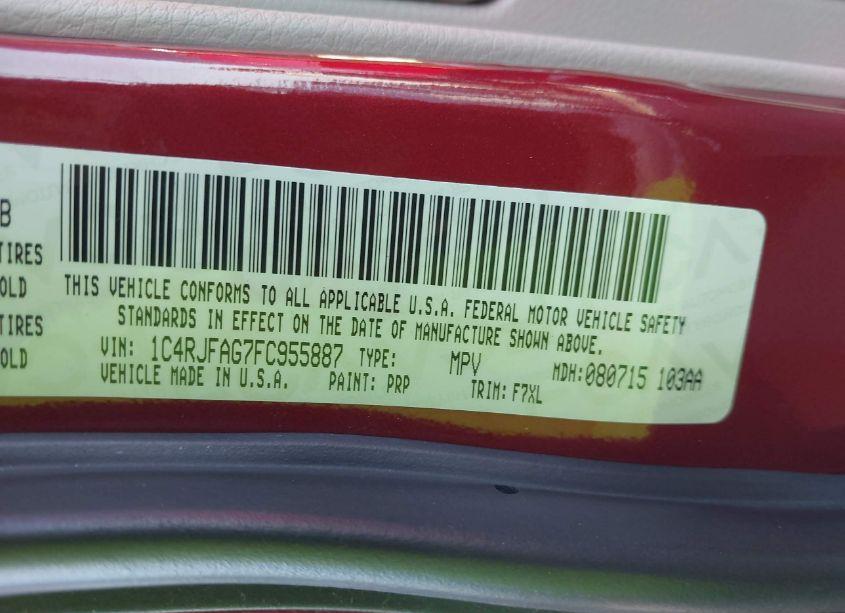 B
TIRES
OLD
TIRES
OLD
THIS VEHICLE CONFORMS TO ALL APPLICABLE U.S.A. FEDERAL MOTOR VEHICLE SAFETY
STANDARDS IN EFFECT ON THE DATE OF MANUFACTURE SHOWN ABOVE.
VIN: 1C4RJFAG7FC955887 TYPE: MPV MDH:080715 103AA
VEHICLE MADE IN U.S.A. PAINT: PRP TRIM: F7XL